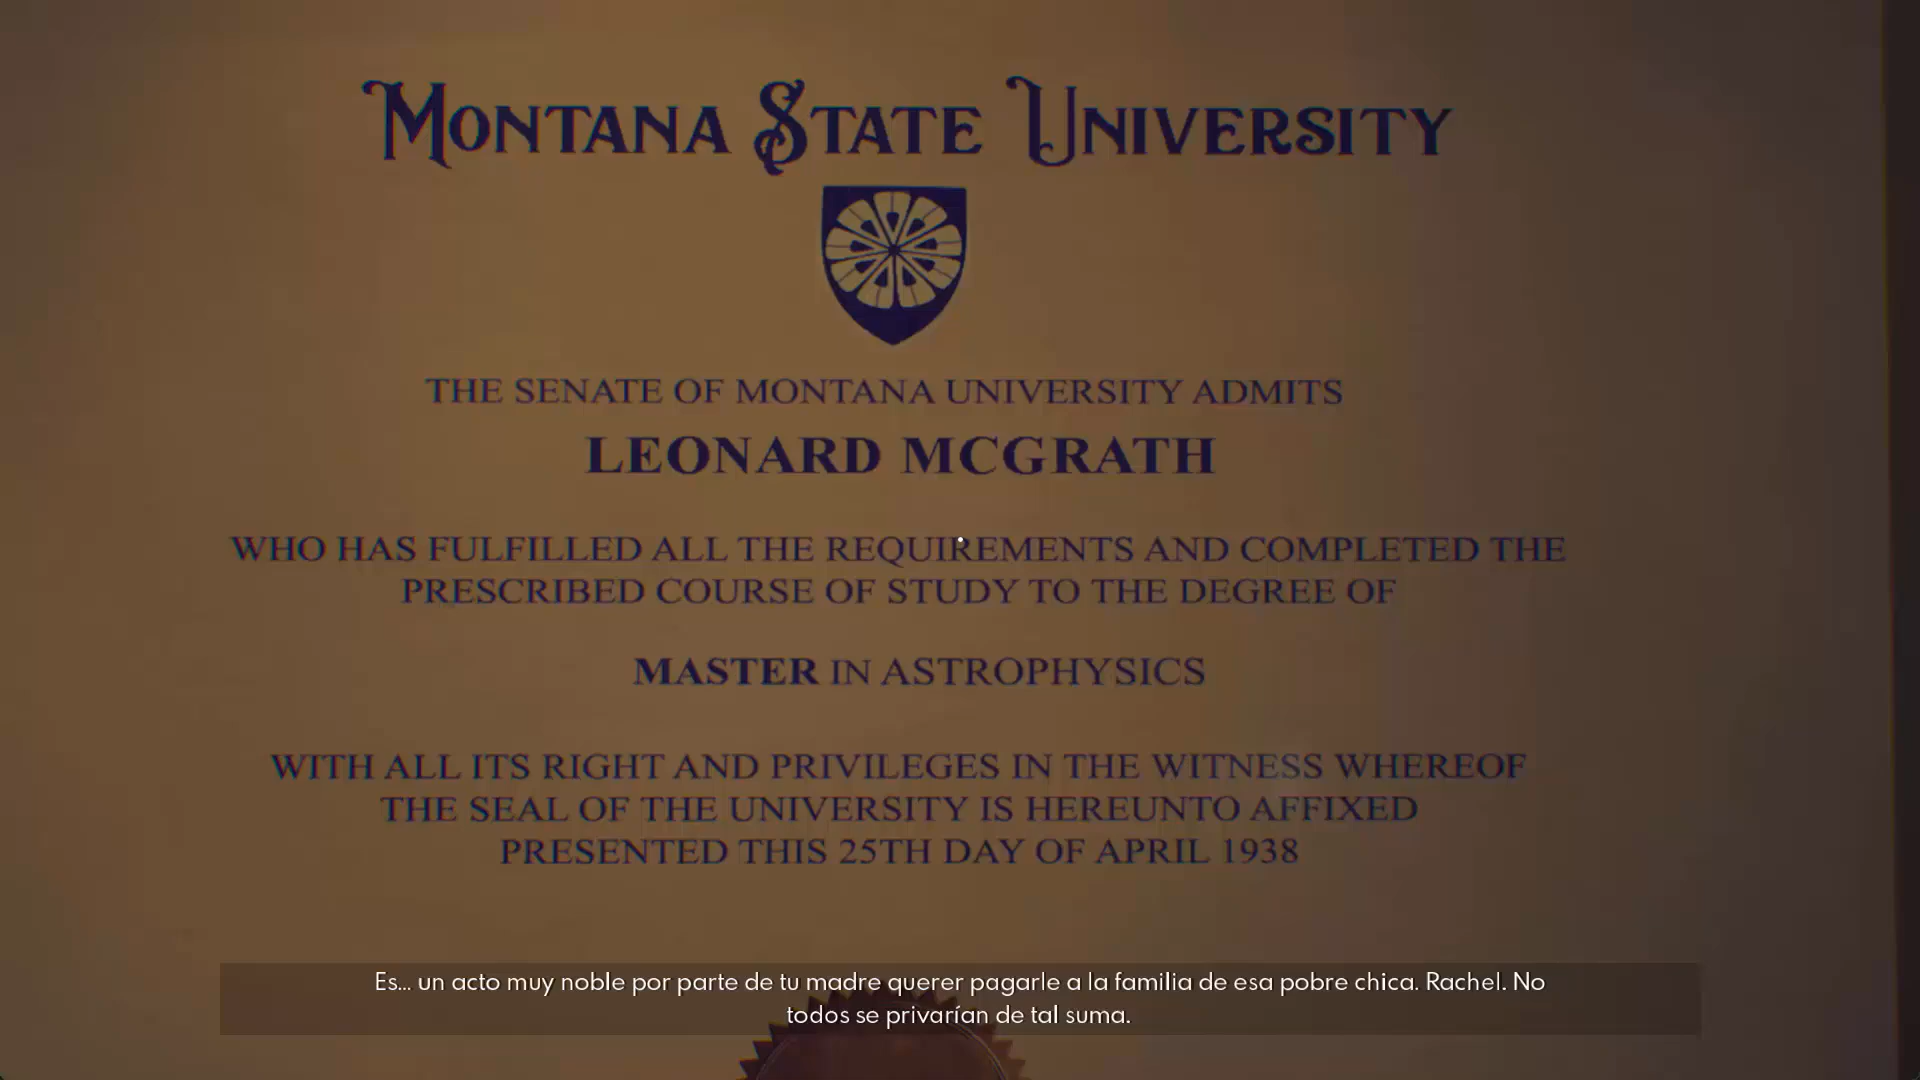 MONTANA STATE UNIVERSITY
THE SENATE OF MONTANA UNIVERSITY ADMITS
LEONARD MCGRATH
WHO HAS FULFILLED ALL THE REQUIREMENTS AND COMPLETED THE
PRESCRIBED COURSE OF STUDY TO THE DEGREE OF
MASTER IN ASTROPHYSICS
WITH ALL ITS RIGHT AND PRIVILEGES IN THE WITNESS WHEREOF
THE SEAL OF THE UNIVERSITY IS HEREUNTO AFFIXED
PRESENTED THIS 25TH DAY OF APRIL 1938
Es... un acto muy noble por parte de tu madre querer pagarle a la familia de esa pobre chica. Rachel. No
todos se privarían de tal suma.